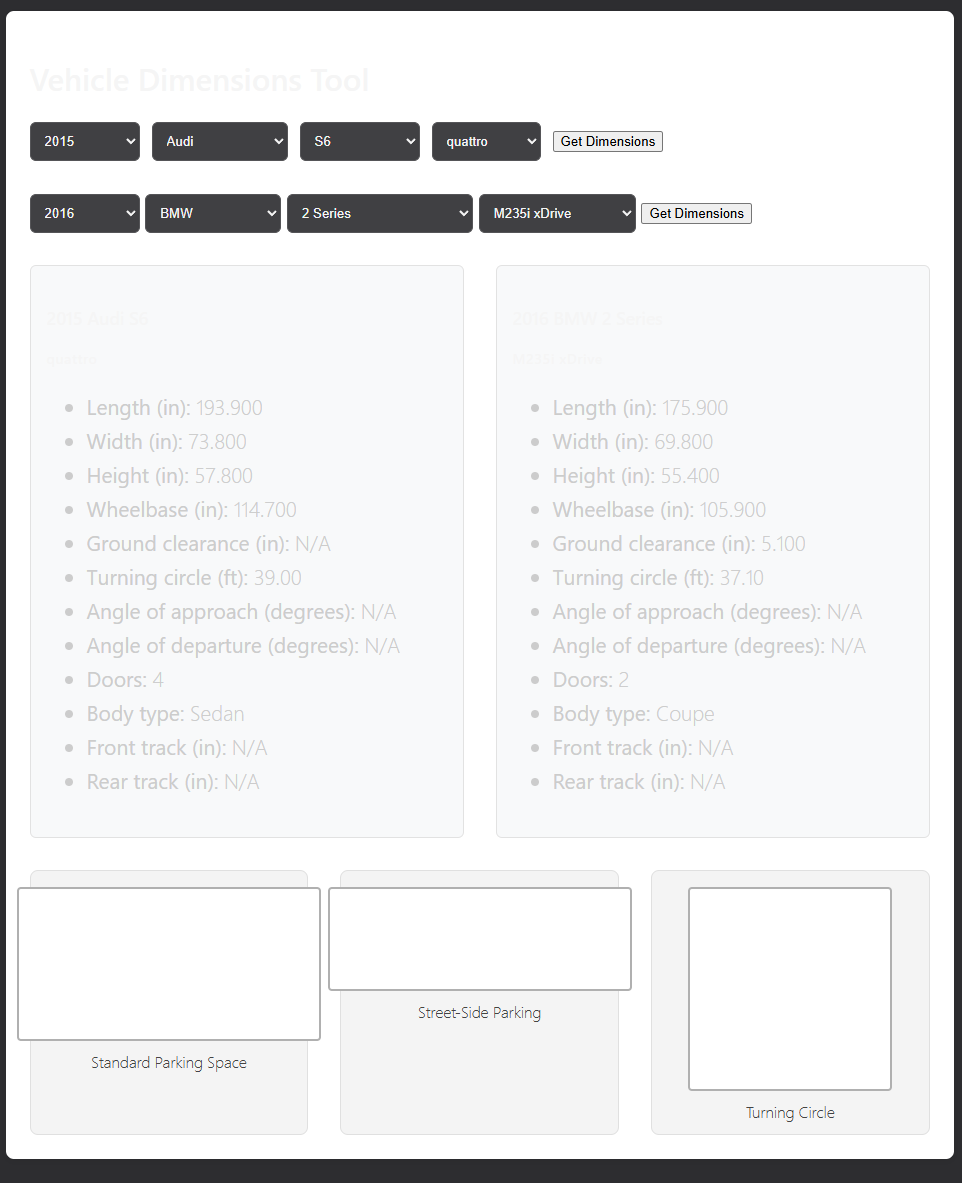 Vehicle Dimensions Tool
2015 Audi S6 quattro Get Dimensions
2016 BMW 2 Series M235i xDrive Get Dimensions
2015 Audi S6
quattro
Length (in): 193.900
Width (in): 73.800
Height (in): 57.800
Wheelbase (in): 114.700
Ground clearance (in): N/A
Turning circle (ft): 39.00
Angle of approach (degrees): N/A
Angle of departure (degrees): N/A
Doors: 4
Body type: Sedan
Front track (in): N/A
Rear track (in): N/A
2016 BMW 2 Series
M235i xDrive
Length (in): 175.900
Width (in): 69.800
Height (in): 55.400
Wheelbase (in): 105.900
Ground clearance (in): 5.100
Turning circle (ft): 37.10
Angle of approach (degrees): N/A
Angle of departure (degrees): N/A
Doors: 2
Body type: Coupe
Front track (in): N/A
Rear track (in): N/A
Standard Parking Space
Street-Side Parking
Turning Circle